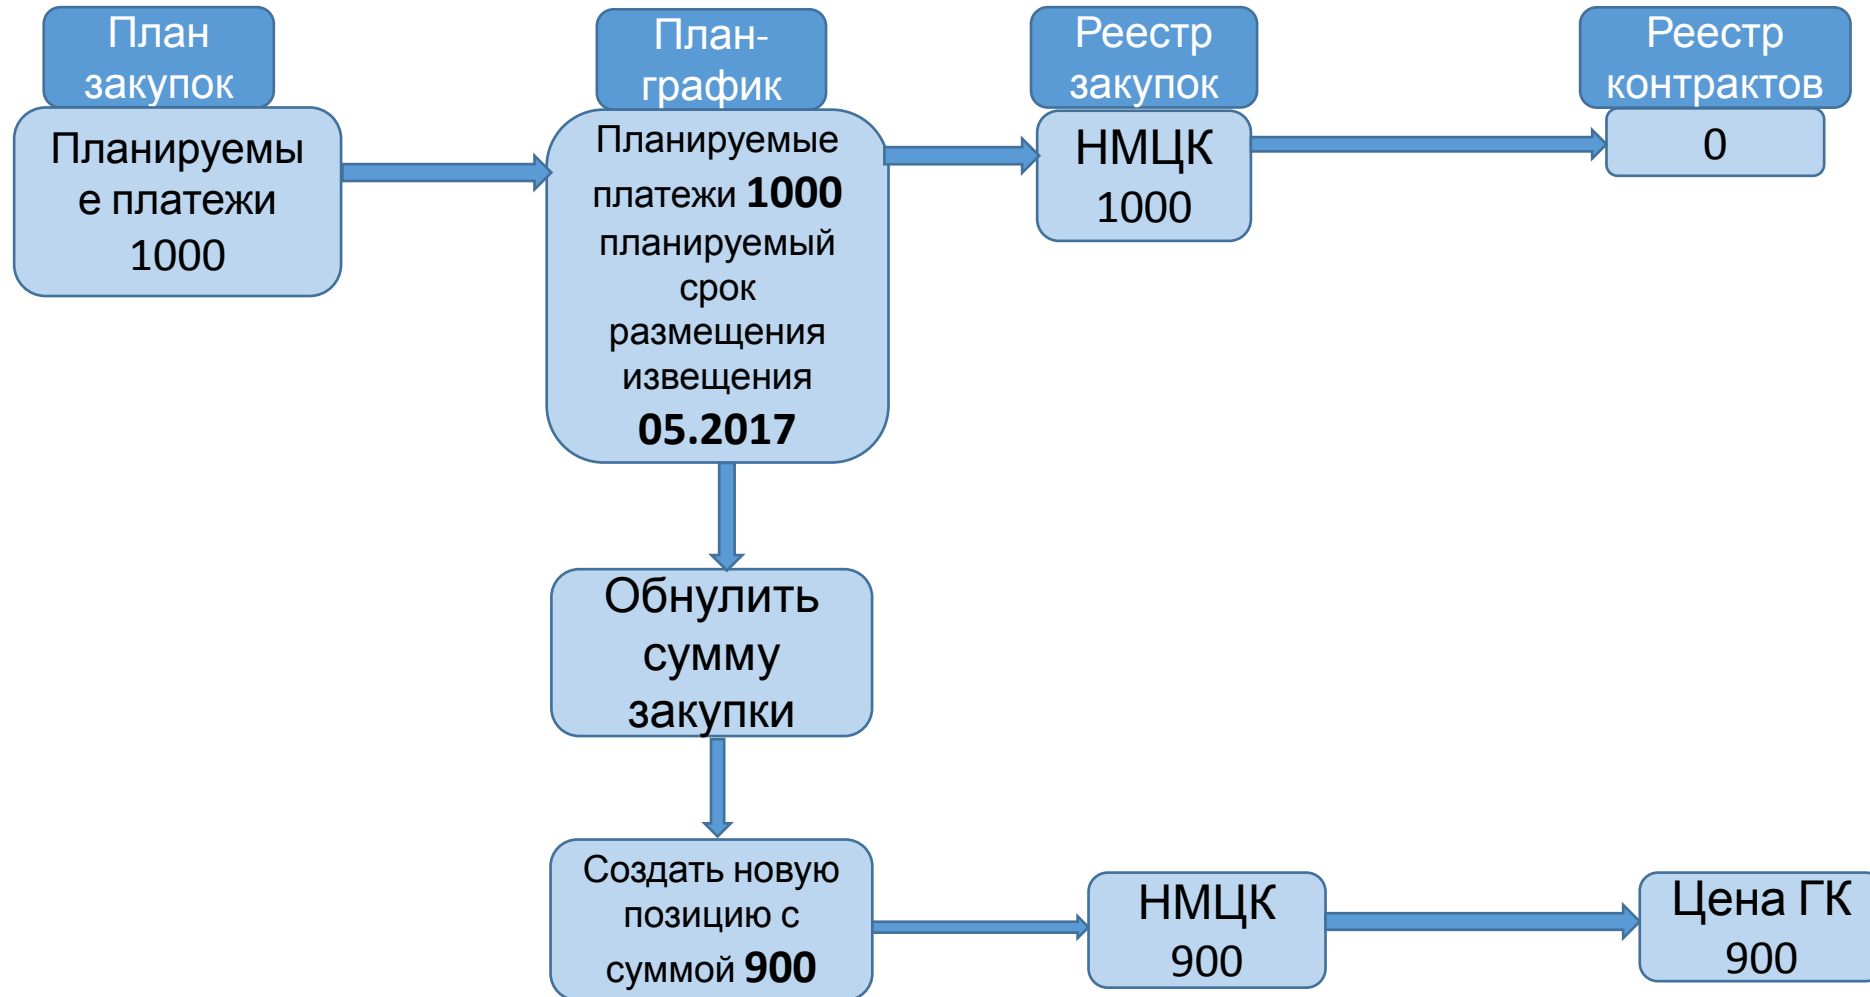 План
закупок
Планируемы
е платежи
1000
План-
график
Планируемые
платежи 1000
планируемый
срок
размещения
извещения
05.2017
Реестр
закупок
НМЦК
1000
Реестр
контрактов
0
Обнулить
сумму
закупки
Создать новую
позицию с
суммой 900
НМЦК
900
Цена ГК
900